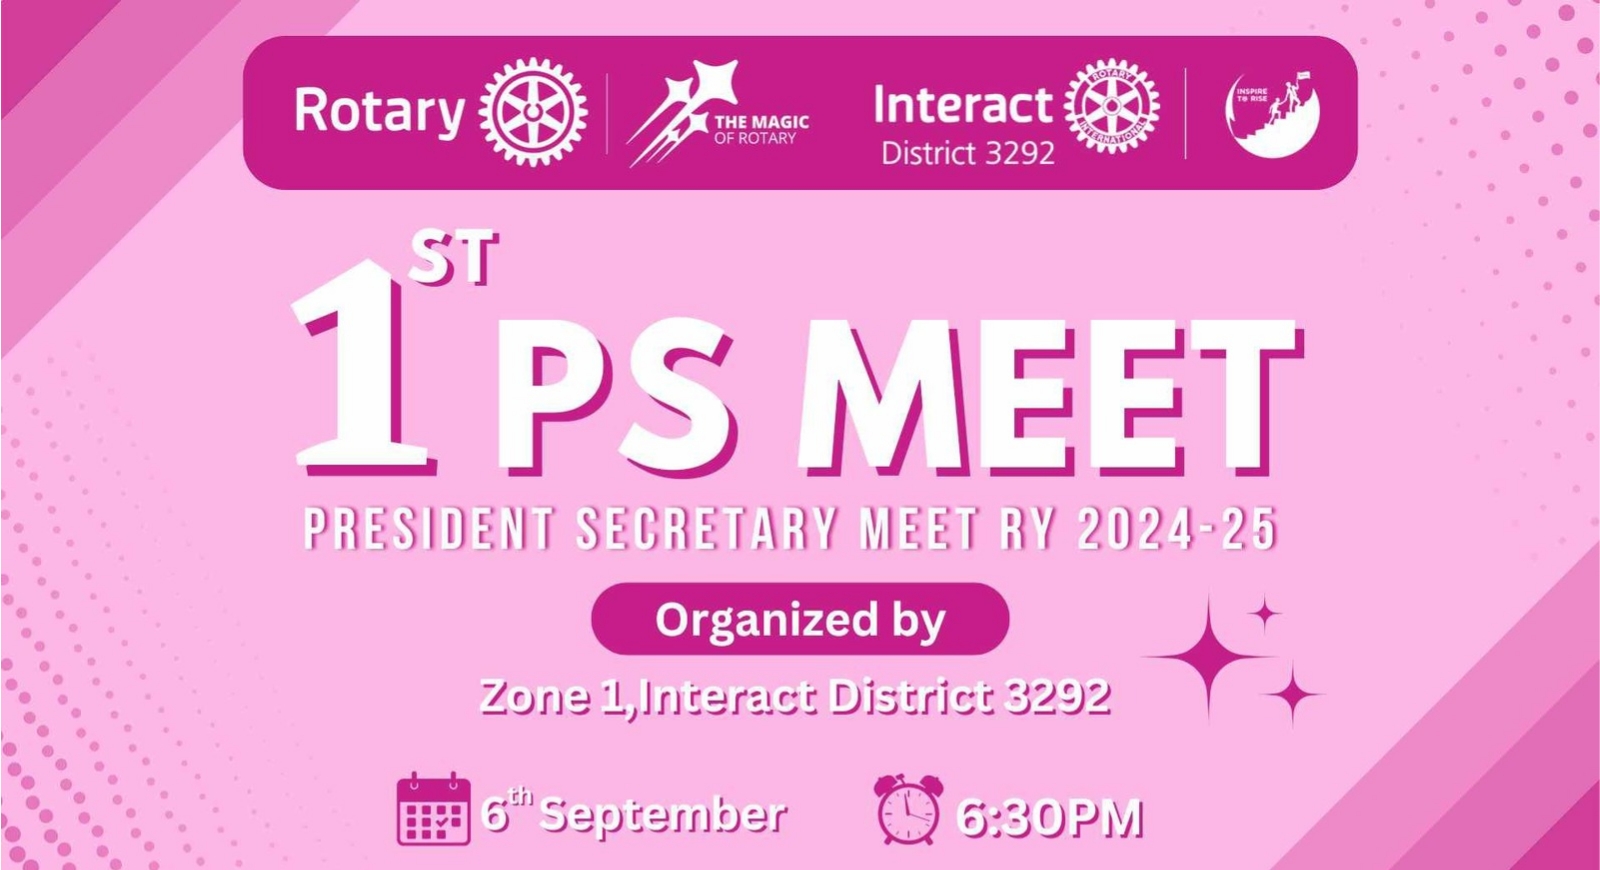 Rotary
THE MAGIC
OF ROTARY
Interact
District 3292
ROTARY
INTERNATIONAL
INSPIRE
TO RISE
1ST PS MEET
PRESIDENT SECRETARY MEET RY 2024-25
Organized by
Zone 1,Interact District 3292
6th September
6:30PM